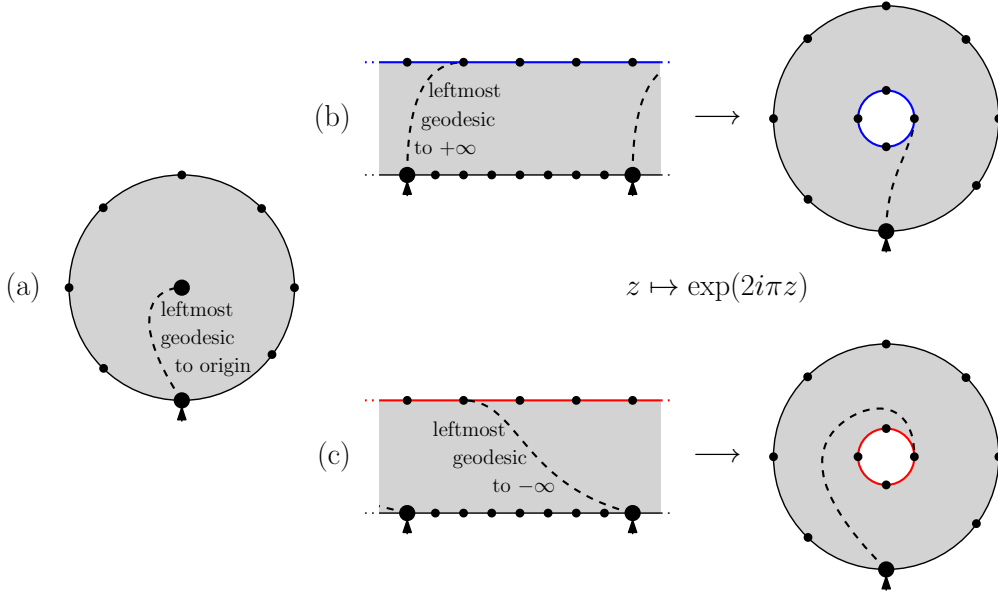 (a)
leftmost
geodesic
to origin
(b)
leftmost
geodesic
to +∞
z ↦ exp(2iπz)
(c)
leftmost
geodesic
to −∞